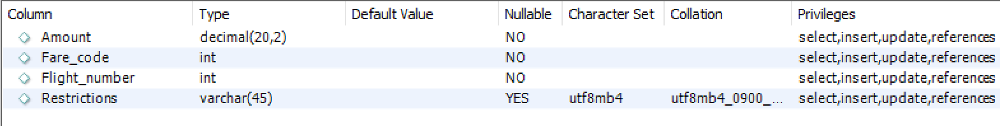 Column Type Default Value Nullable Character Set Collation Privileges
Amount decimal(20,2) NO select,insert,update,references
Fare_code int NO select,insert,update,references
Flight_number int NO select,insert,update,references
Restrictions varchar(45) YES utf8mb4 utf8mb4_0900_... select,insert,update,references